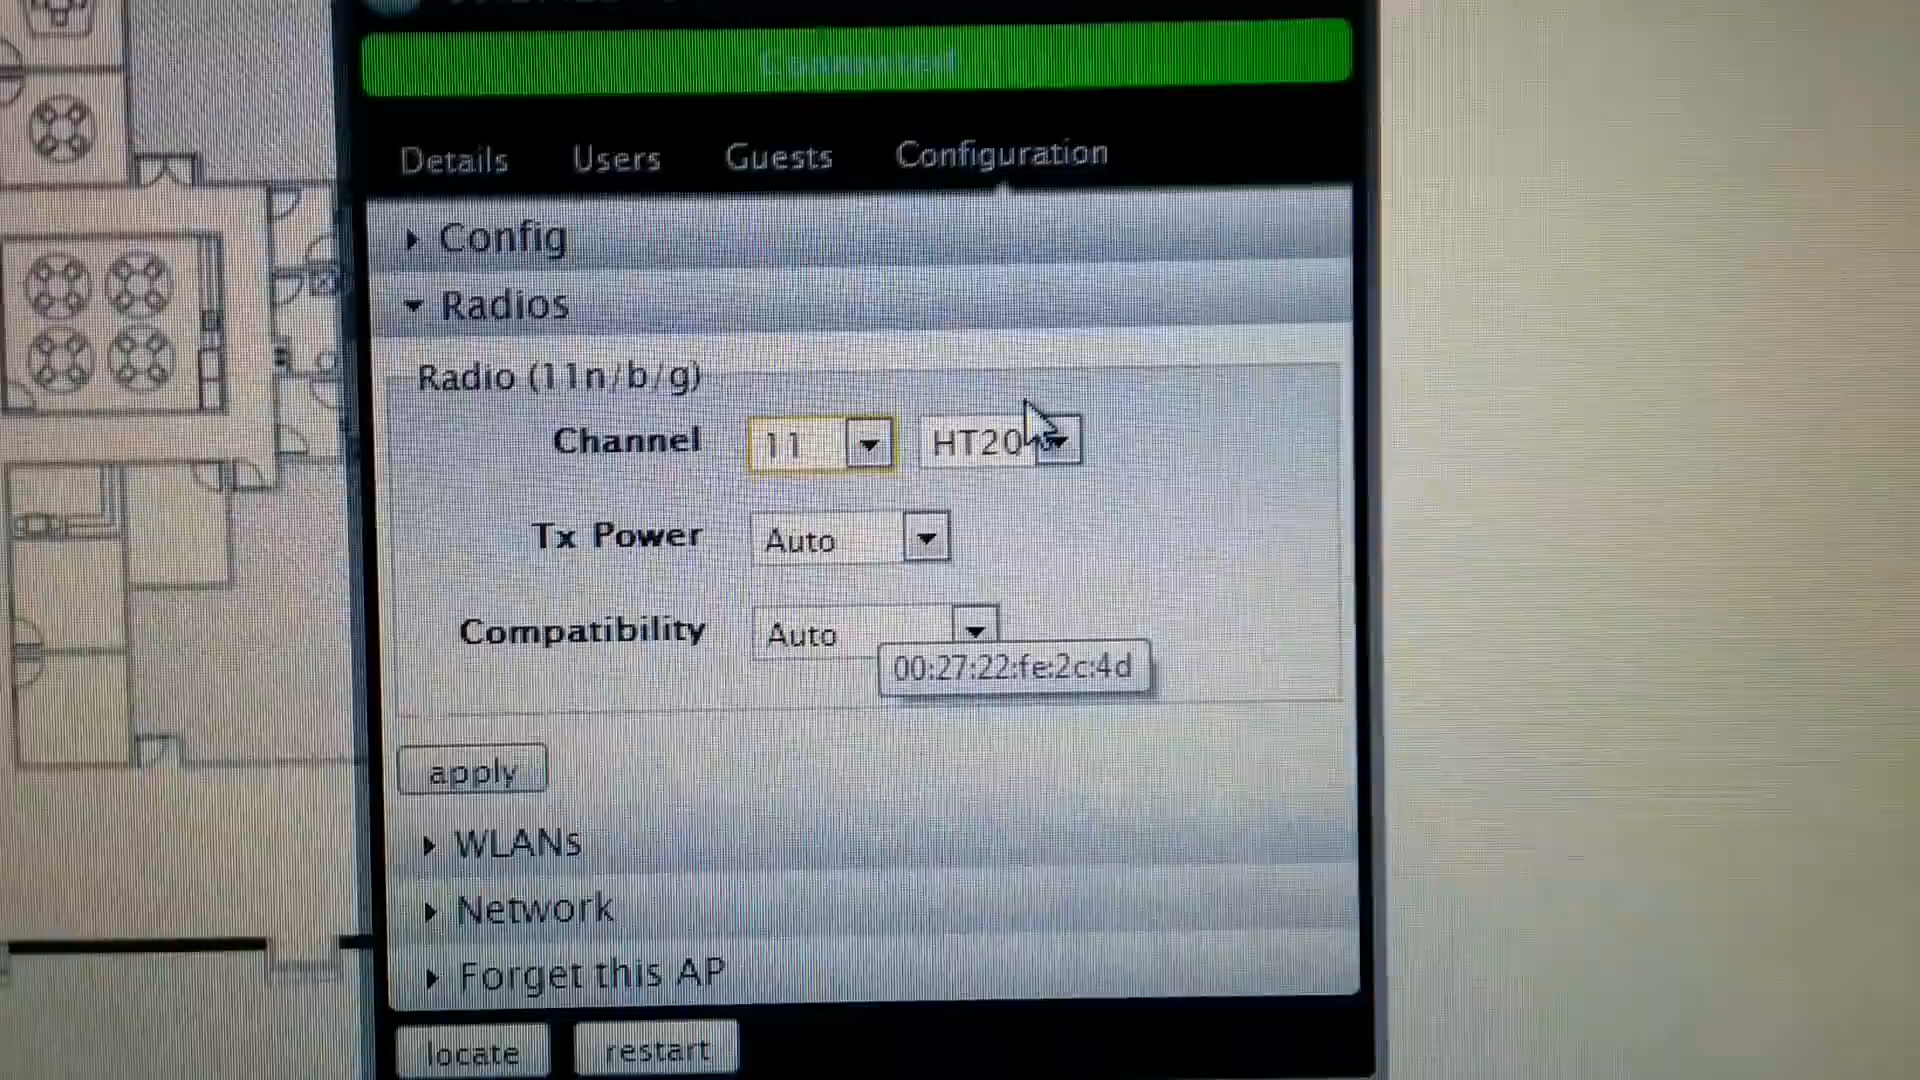 Connected
Details Users Guests Configuration
Config
Radios
Radio (11n/b/g)
Channel 11 HT20
Tx Power Auto
Compatibility Auto
00:27:22:fe:2c:4d
apply
WLANs
Network
Forget this AP
locate restart